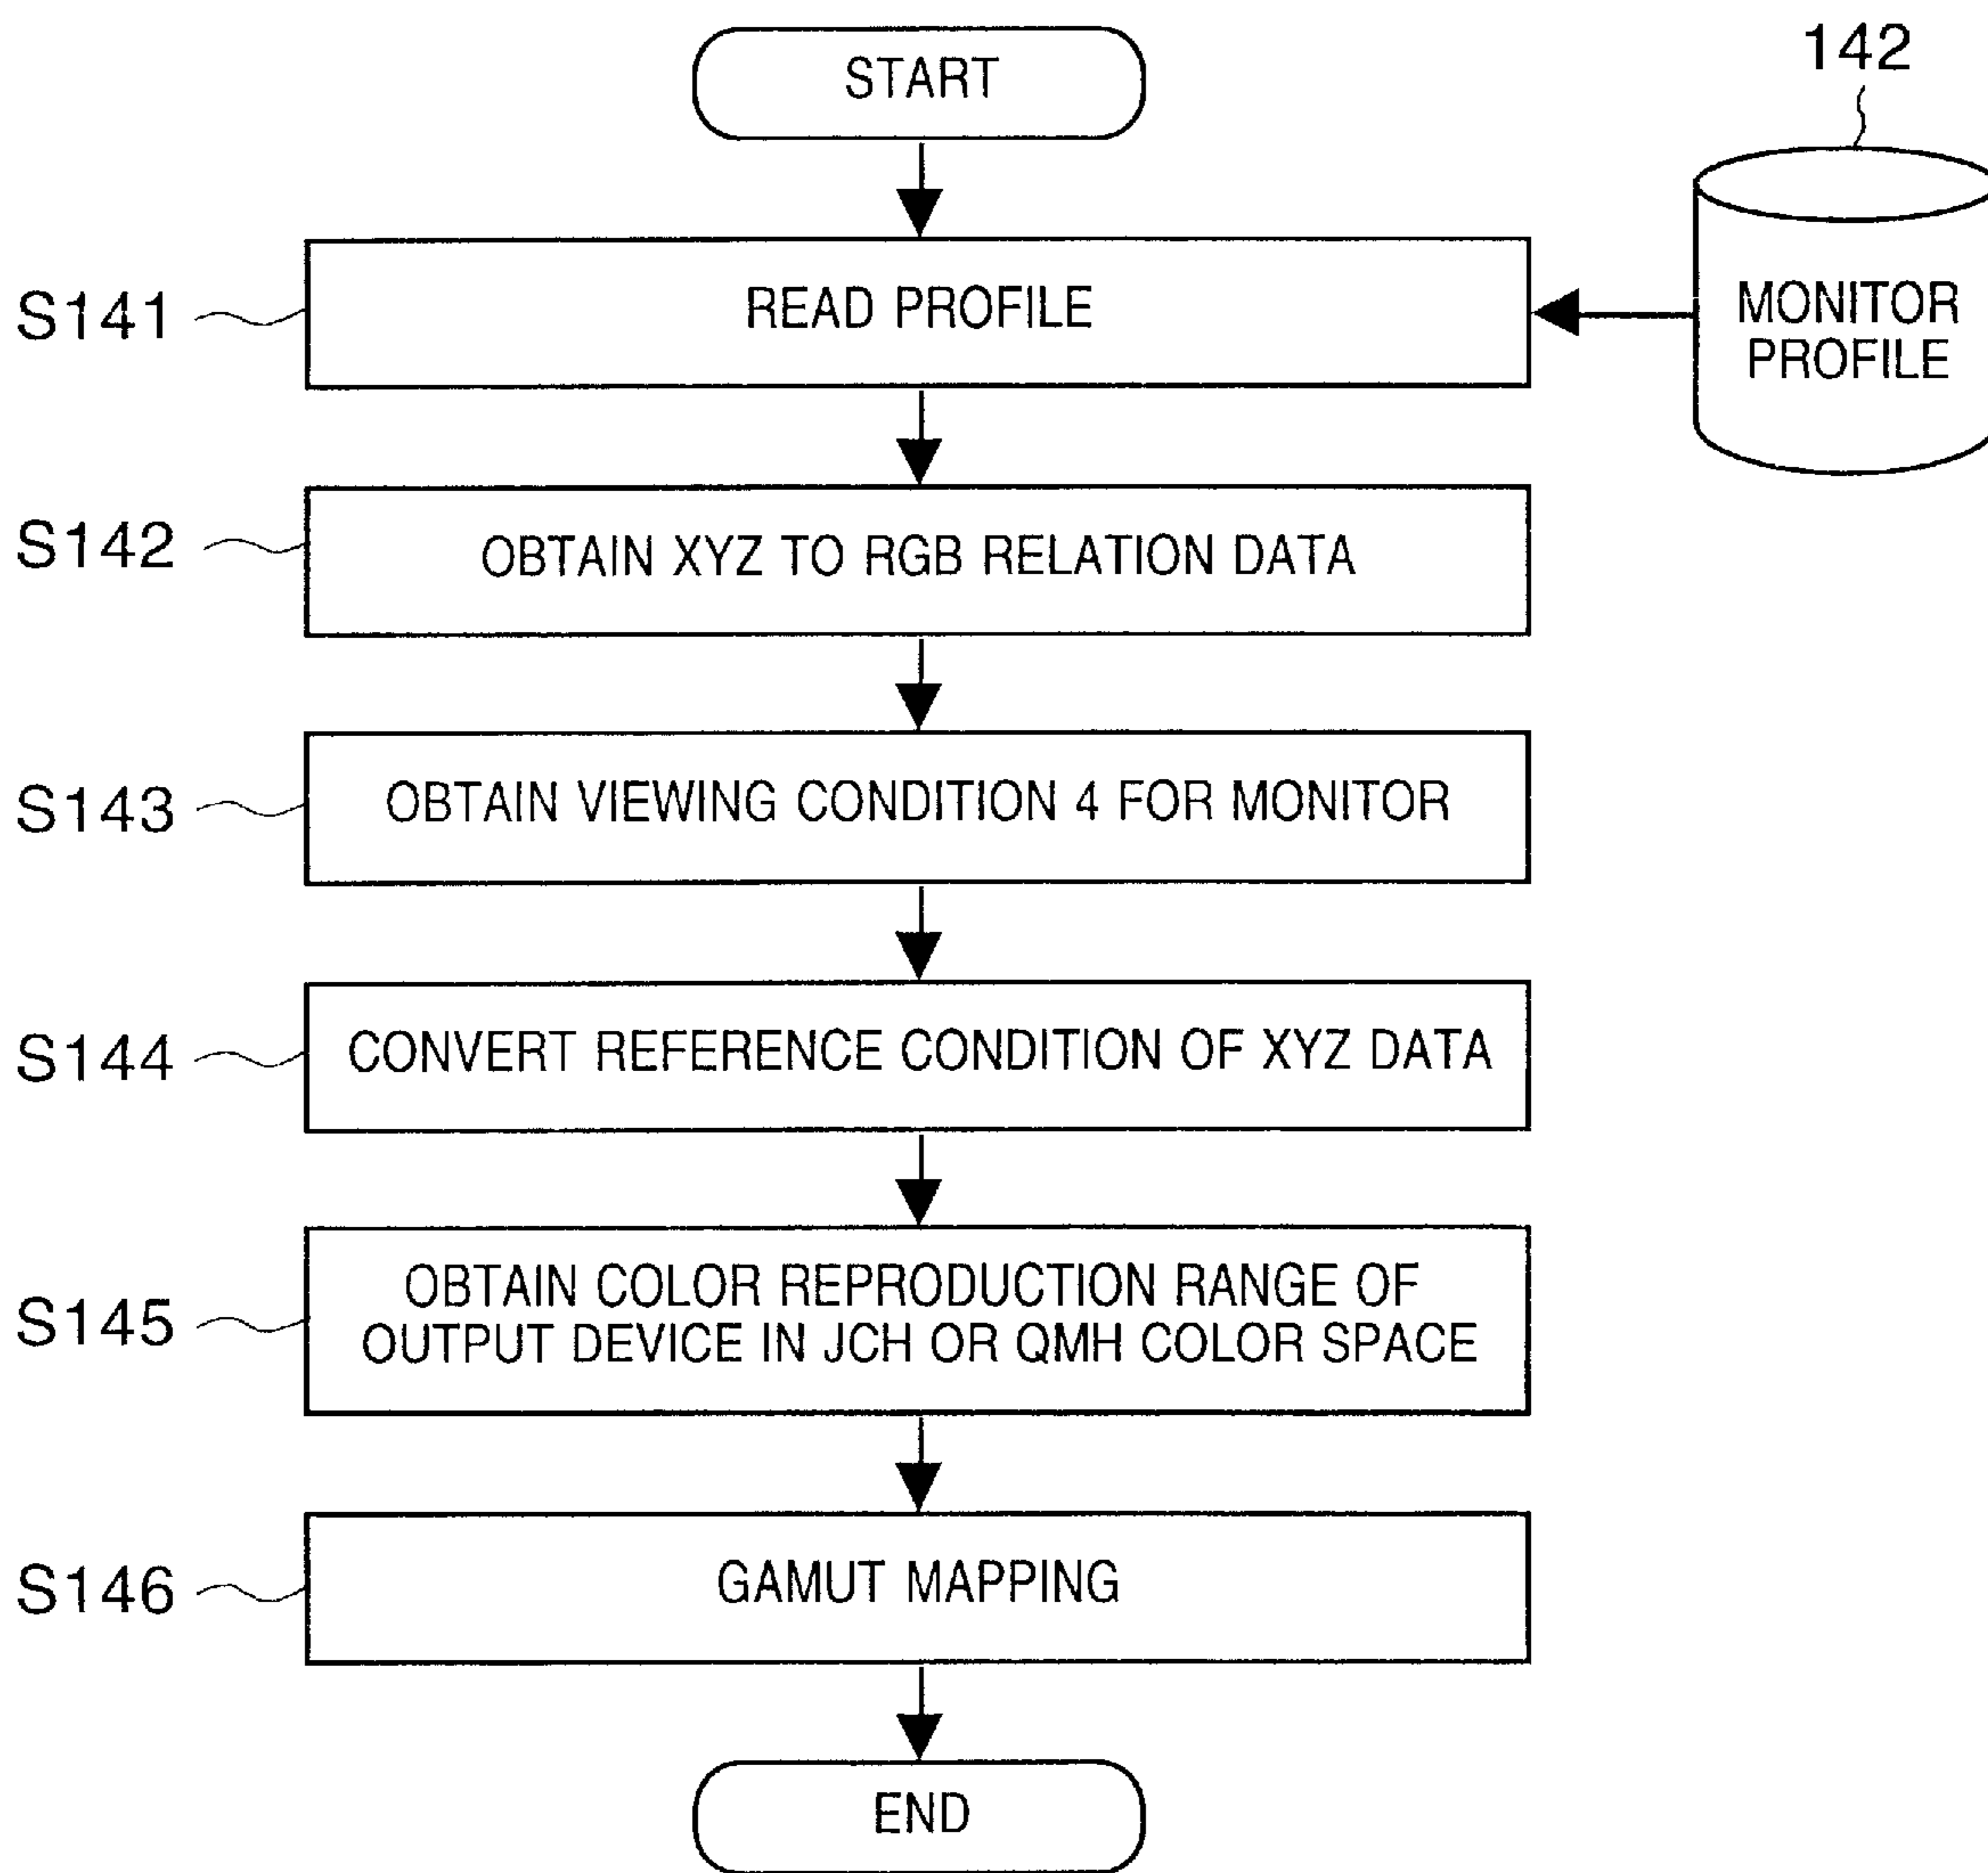 START
142
S141
READ PROFILE
MONITOR
PROFILE
S142
OBTAIN XYZ TO RGB RELATION DATA
S143
OBTAIN VIEWING CONDITION 4 FOR MONITOR
S144
CONVERT REFERENCE CONDITION OF XYZ DATA
S145
OBTAIN COLOR REPRODUCTION RANGE OF
OUTPUT DEVICE IN JCH OR QMH COLOR SPACE
S146
GAMUT MAPPING
END